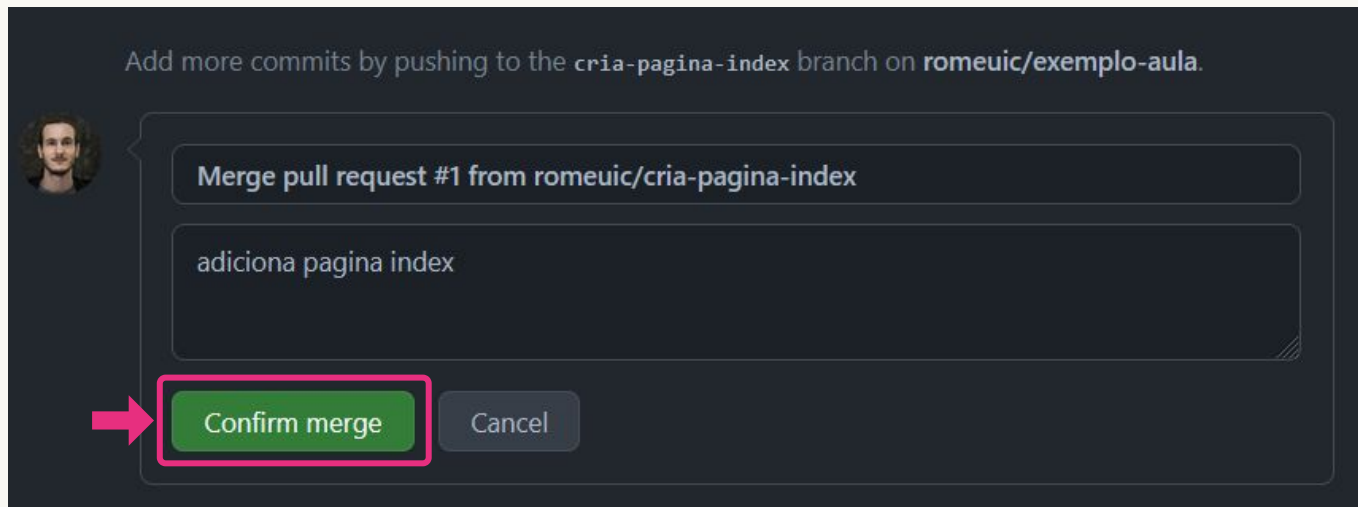 Add more commits by pushing to the cria-pagina-index branch on romeuic/exemplo-aula.
Merge pull request #1 from romeuic/cria-pagina-index
adiciona pagina index
Confirm merge
Cancel